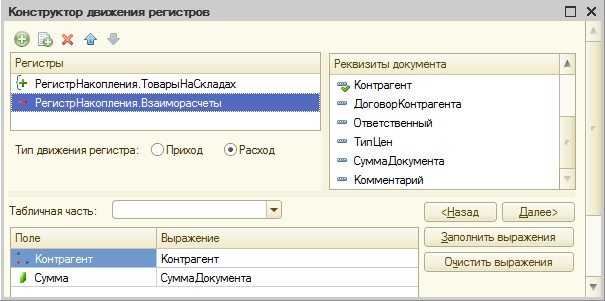 Конструктор движения регистров
Регистры
РегистрНакопления.ТоварыНаСкладах
РегистрНакопления.Взаиморасчеты
Тип движения регистра: Приход Расход
Реквизиты документа
Контрагент
ДоговорКонтрагента
Ответственный
ТипЦен
СуммаДокумента
Комментарий
Табличная часть:
<Назад Далее>
Поле Выражение
Контрагент Контрагент
Сумма СуммаДокумента
Заполнить выражения
Очистить выражения